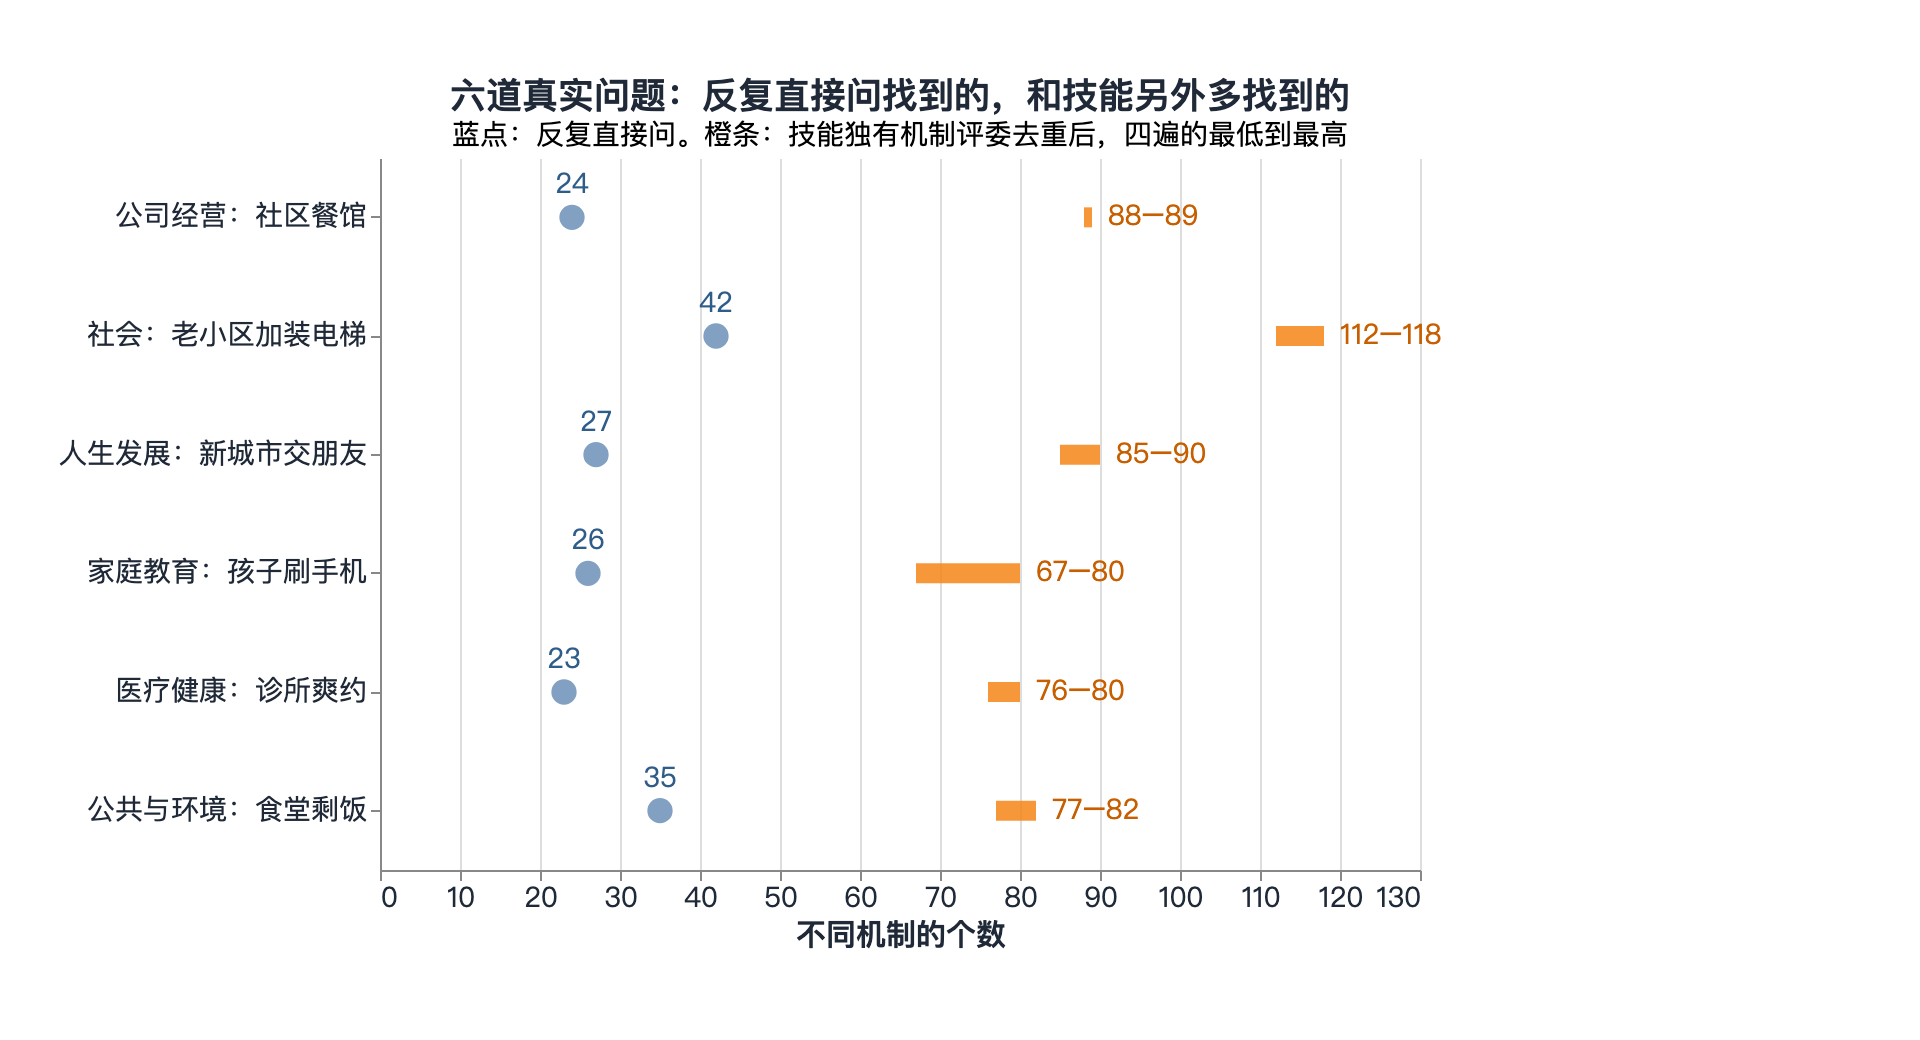 六道真实问题：反复直接问找到的，和技能另外多找到的
蓝点：反复直接问。橙条：技能独有机制评委去重后，四遍的最低到最高
公司经营：社区餐馆
24
88–89
社会：老小区加装电梯
42
112–118
人生发展：新城市交朋友
27
85–90
家庭教育：孩子刷手机
26
67–80
医疗健康：诊所爽约
23
76–80
公共与环境：食堂剩饭
35
77–82
0 10 20 30 40 50 60 70 80 90 100 110 120 130
不同机制的个数